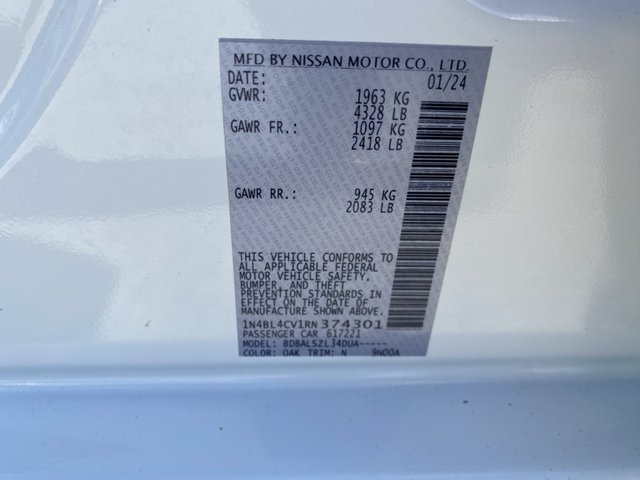 MFD BY NISSAN MOTOR CO., LTD.
DATE: 01/24
GVWR: 1963 KG
4328 LB
GAWR FR.: 1097 KG
2418 LB
GAWR RR.: 945 KG
2083 LB
THIS VEHICLE CONFORMS TO
ALL APPLICABLE FEDERAL
MOTOR VEHICLE SAFETY,
BUMPER, AND THEFT
PREVENTION STANDARDS IN
EFFECT ON THE DATE OF
MANUFACTURE SHOWN ABOVE.
1N4BL4CV1RN374301
PASSENGER CAR 617221
MODEL: BDBALSZL34DUA-----
COLOR: QAK TRIM: N 9N00A